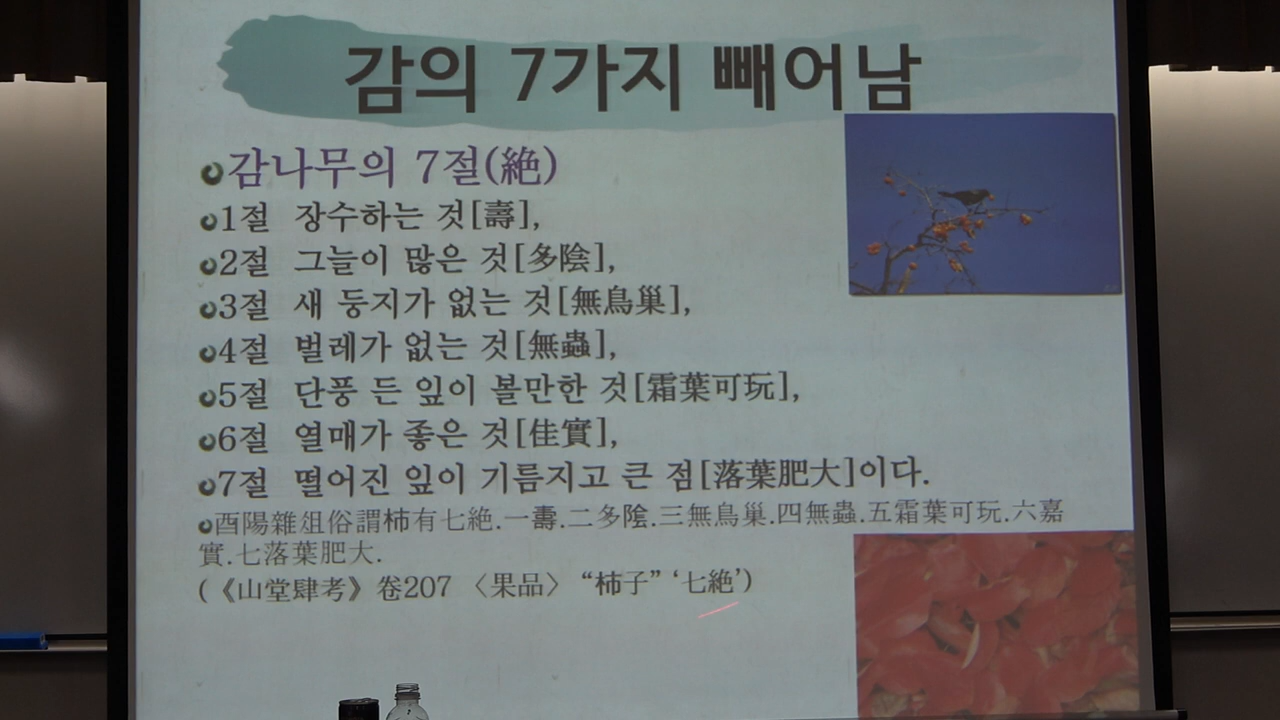 감의 7가지 빼어남
감나무의 7절(絶)
1절 장수하는 것[壽],
2절 그늘이 많은 것[多陰],
3절 새 둥지가 없는 것[無鳥巢],
4절 벌레가 없는 것[無蟲],
5절 단풍 든 잎이 볼만한 것[霜葉可玩],
6절 열매가 좋은 것[佳實],
7절 떨어진 잎이 기름지고 큰 점[落葉肥大]이다.
酉陽雜俎俗謂柿有七絶.一壽.二多陰.三無鳥巢.四無蟲.五霜葉可玩.六嘉
實.七落葉肥大.
(《山堂肆考》卷207 〈果品〉 “柿子” ‘七絶’)